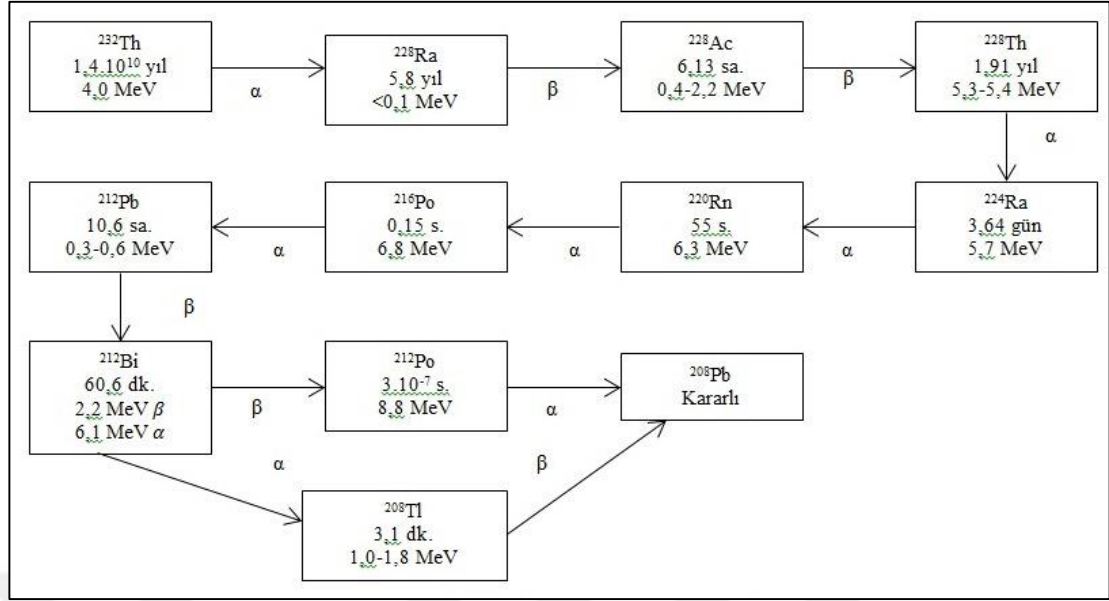 ²³²Th
1,4.10¹⁰ yıl
4,0 MeV
α
²²⁸Ra
5,8 yıl
<0,1 MeV
β
²²⁸Ac
6,13 sa.
0,4-2,2 MeV
β
²²⁸Th
1,91 yıl
5,3-5,4 MeV
α
²²⁴Ra
3,64 gün
5,7 MeV
α
²²⁰Rn
55 s.
6,3 MeV
α
²¹⁶Po
0,15 s.
6,8 MeV
α
²¹²Pb
10,6 sa.
0,3-0,6 MeV
β
²¹²Bi
60,6 dk.
2,2 MeV β
6,1 MeV α
β
²¹²Po
3.10⁻⁷ s.
8,8 MeV
α
²⁰⁸Pb
Kararlı
α
²⁰⁸Tl
3,1 dk.
1,0-1,8 MeV
β